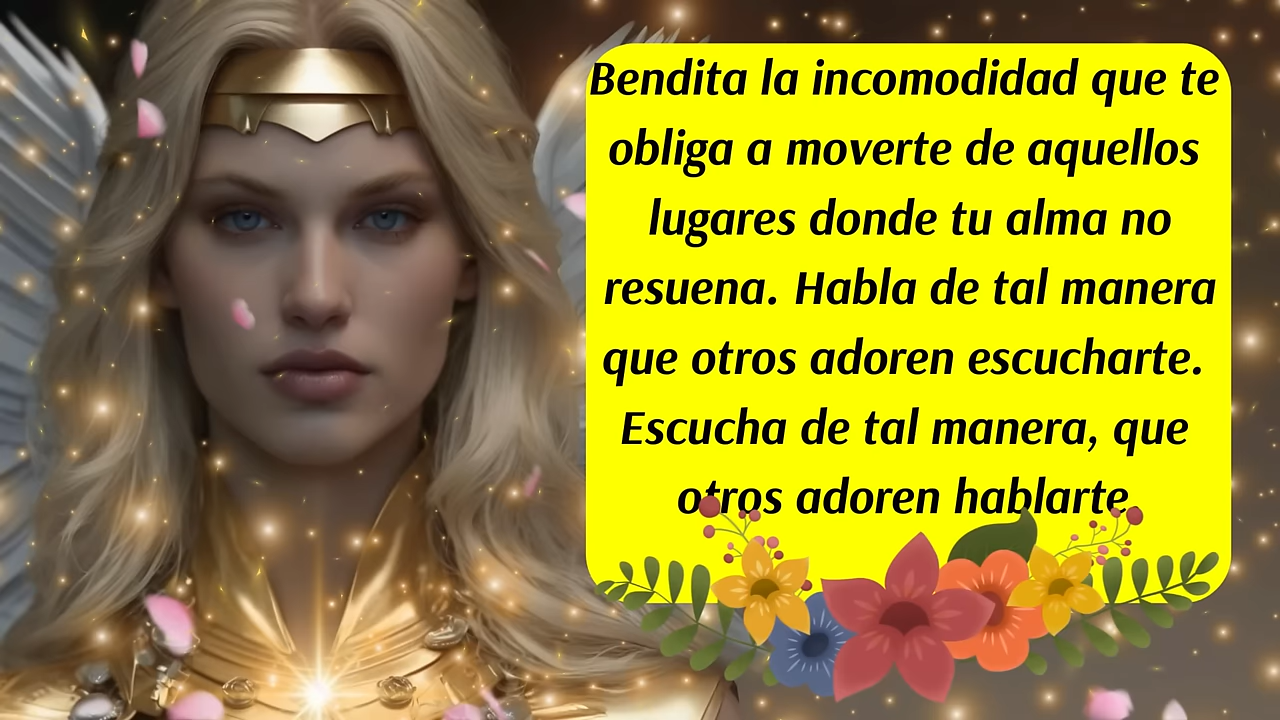 Bendita la incomodidad que te
obliga a moverte de aquellos
lugares donde tu alma no
resuena. Habla de tal manera
que otros adoren escucharte.
Escucha de tal manera, que
otros adoren hablarte.